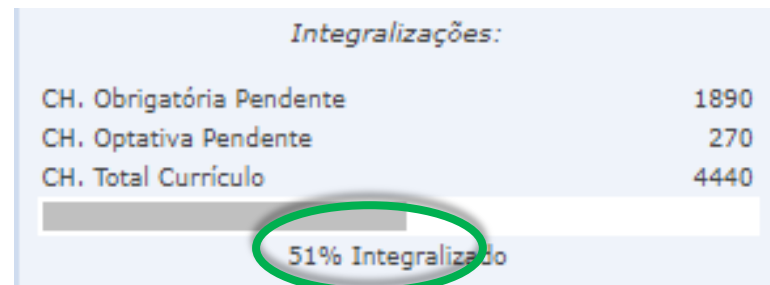 Integralizações:
CH. Obrigatória Pendente 1890
CH. Optativa Pendente 270
CH. Total Currículo 4440
51% Integralizado